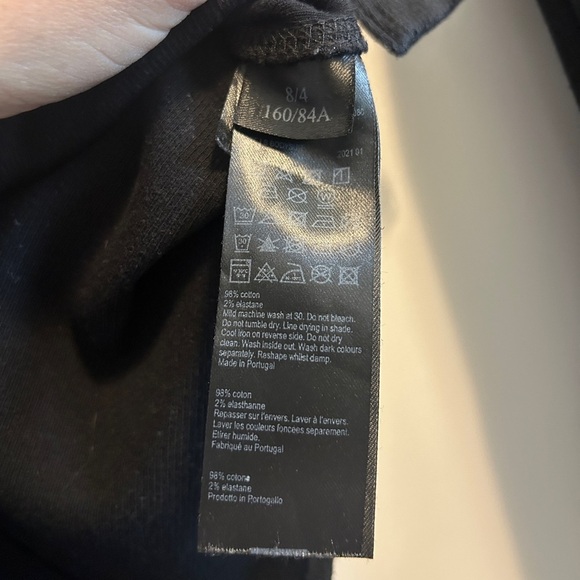 8/4
160/84A
2021 01
98% cotton
2% elastane
Mild machine wash at 30. Do not bleach.
Do not tumble dry. Line drying in shade.
Cool iron on reverse side. Do not dry
clean. Wash inside out. Wash dark colours
separately. Reshape whilst damp.
Made in Portugal
98% coton
2% elasthanne
Repasser sur l'envers. Laver à l'envers.
Laver les couleurs foncées separement.
Etirer humide.
Fabriqué au Portugal
98% cotone
2% elastane
Prodotto in Portogallo